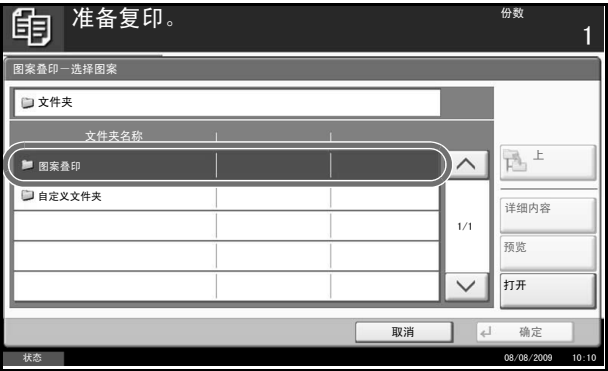 准备复印。
份数
1
图案叠印－选择图案
文件夹
文件夹名称
图案叠印
自定义文件夹
1/1
上
详细内容
预览
打开
取消
确定
状态
08/08/2009 10:10